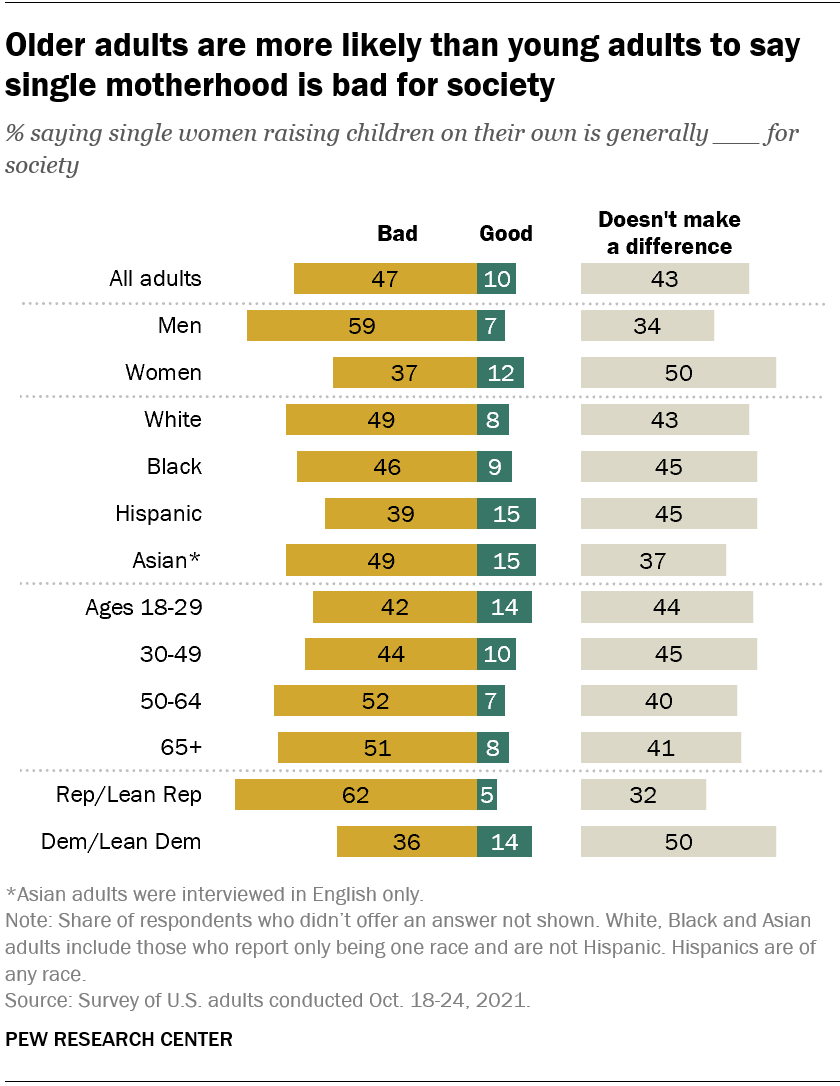 Older adults are more likely than young adults to say
single motherhood is bad for society
% saying single women raising children on their own is generally ___ for
society
Bad Good Doesn't make
a difference
All adults 47 10 43
Men 59 7 34
Women 37 12 50
White 49 8 43
Black 46 9 45
Hispanic 39 15 45
Asian* 49 15 37
Ages 18-29 42 14 44
30-49 44 10 45
50-64 52 7 40
65+ 51 8 41
Rep/Lean Rep 62 5 32
Dem/Lean Dem 36 14 50
*Asian adults were interviewed in English only.
Note: Share of respondents who didn’t offer an answer not shown. White, Black and Asian
adults include those who report only being one race and are not Hispanic. Hispanics are of
any race.
Source: Survey of U.S. adults conducted Oct. 18-24, 2021.
PEW RESEARCH CENTER